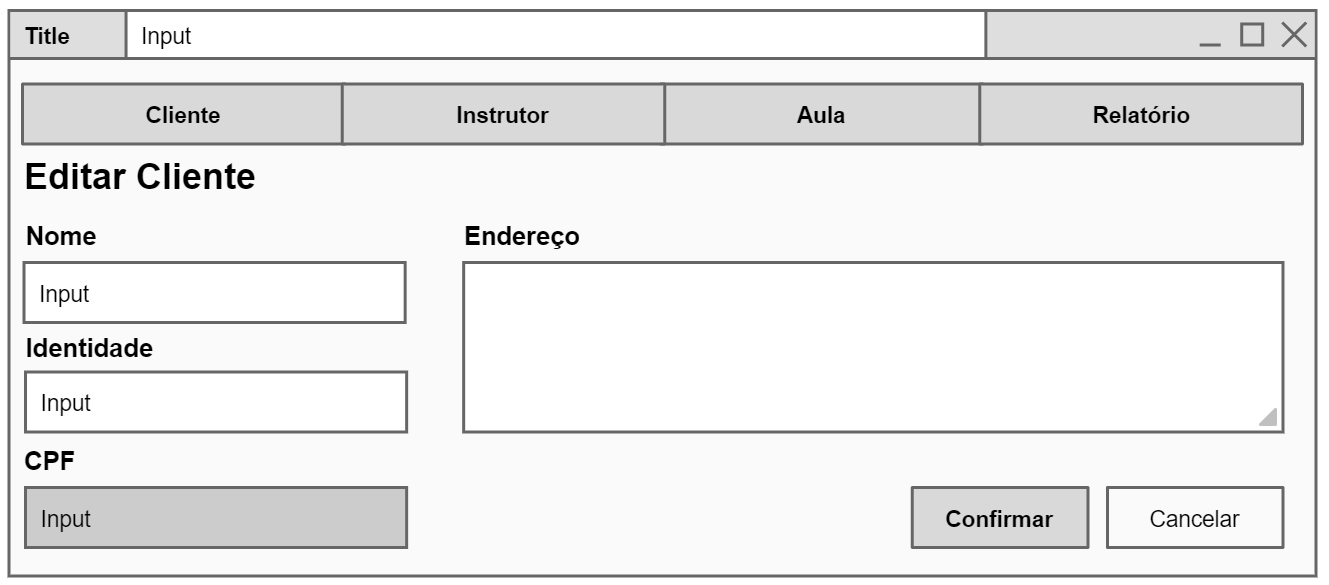 Title Input
Cliente Instrutor Aula Relatório
Editar Cliente
Nome Endereço
Input
Identidade
Input
CPF
Input Confirmar Cancelar